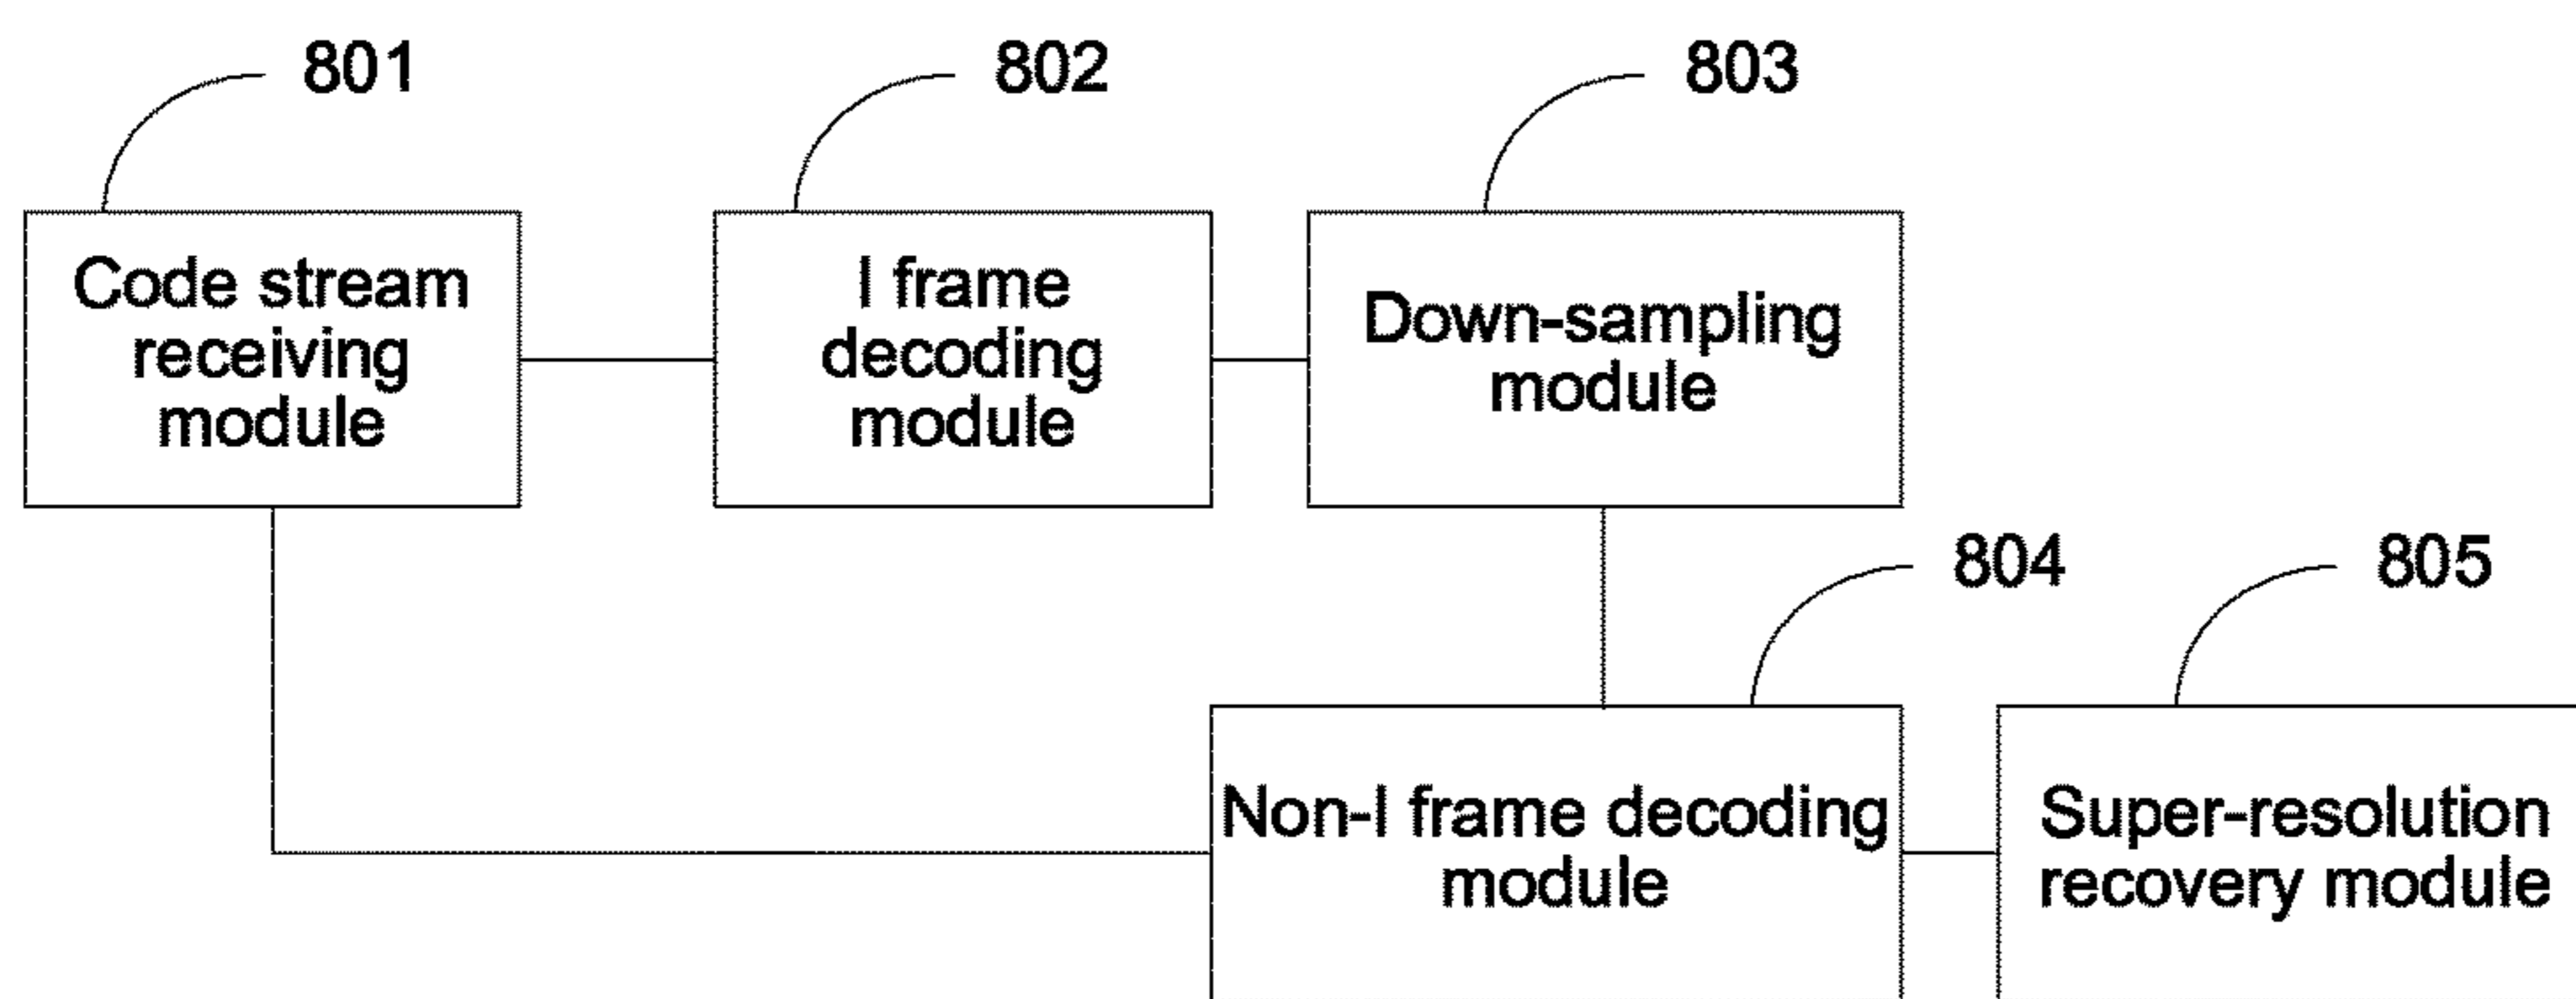 801
802
803
Code stream
receiving
module
I frame
decoding
module
Down-sampling
module
804
805
Non-I frame decoding
module
Super-resolution
recovery module